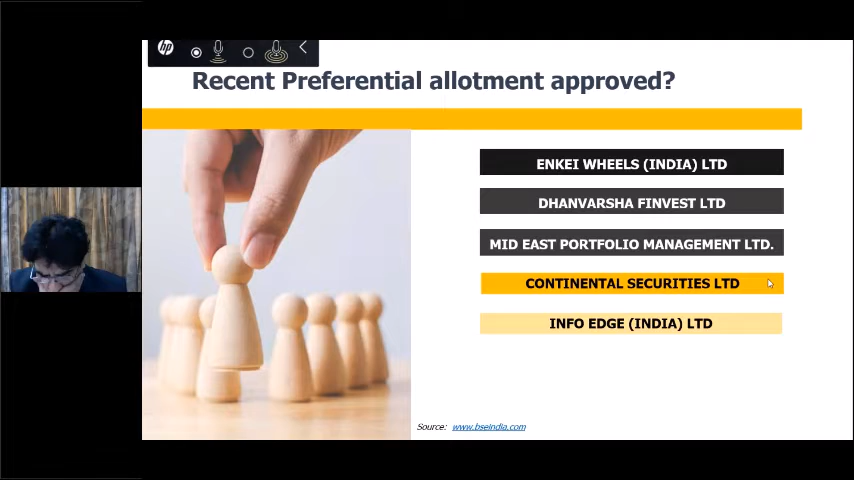 hp
Recent Preferential allotment approved?
ENKEI WHEELS (INDIA) LTD
DHANVARSHA FINVEST LTD
MID EAST PORTFOLIO MANAGEMENT LTD.
CONTINENTAL SECURITIES LTD
INFO EDGE (INDIA) LTD
Source: www.bseindia.com